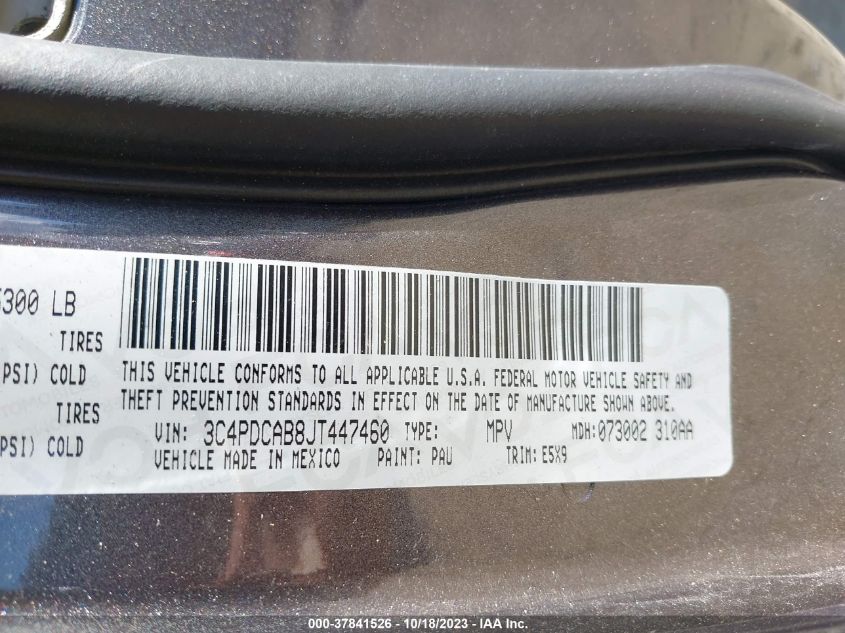 300 LB
TIRES
PSI) COLD
TIRES
PSI) COLD
THIS VEHICLE CONFORMS TO ALL APPLICABLE U.S.A. FEDERAL MOTOR VEHICLE SAFETY AND
THEFT PREVENTION STANDARDS IN EFFECT ON THE DATE OF MANUFACTURE SHOWN ABOVE.
VIN: 3C4PDCAB8JT447460 TYPE: MPV MDH:073002 310AA
VEHICLE MADE IN MEXICO PAINT: PAU TRIM: E5X9
000-37841526 - 10/18/2023 - IAA Inc.